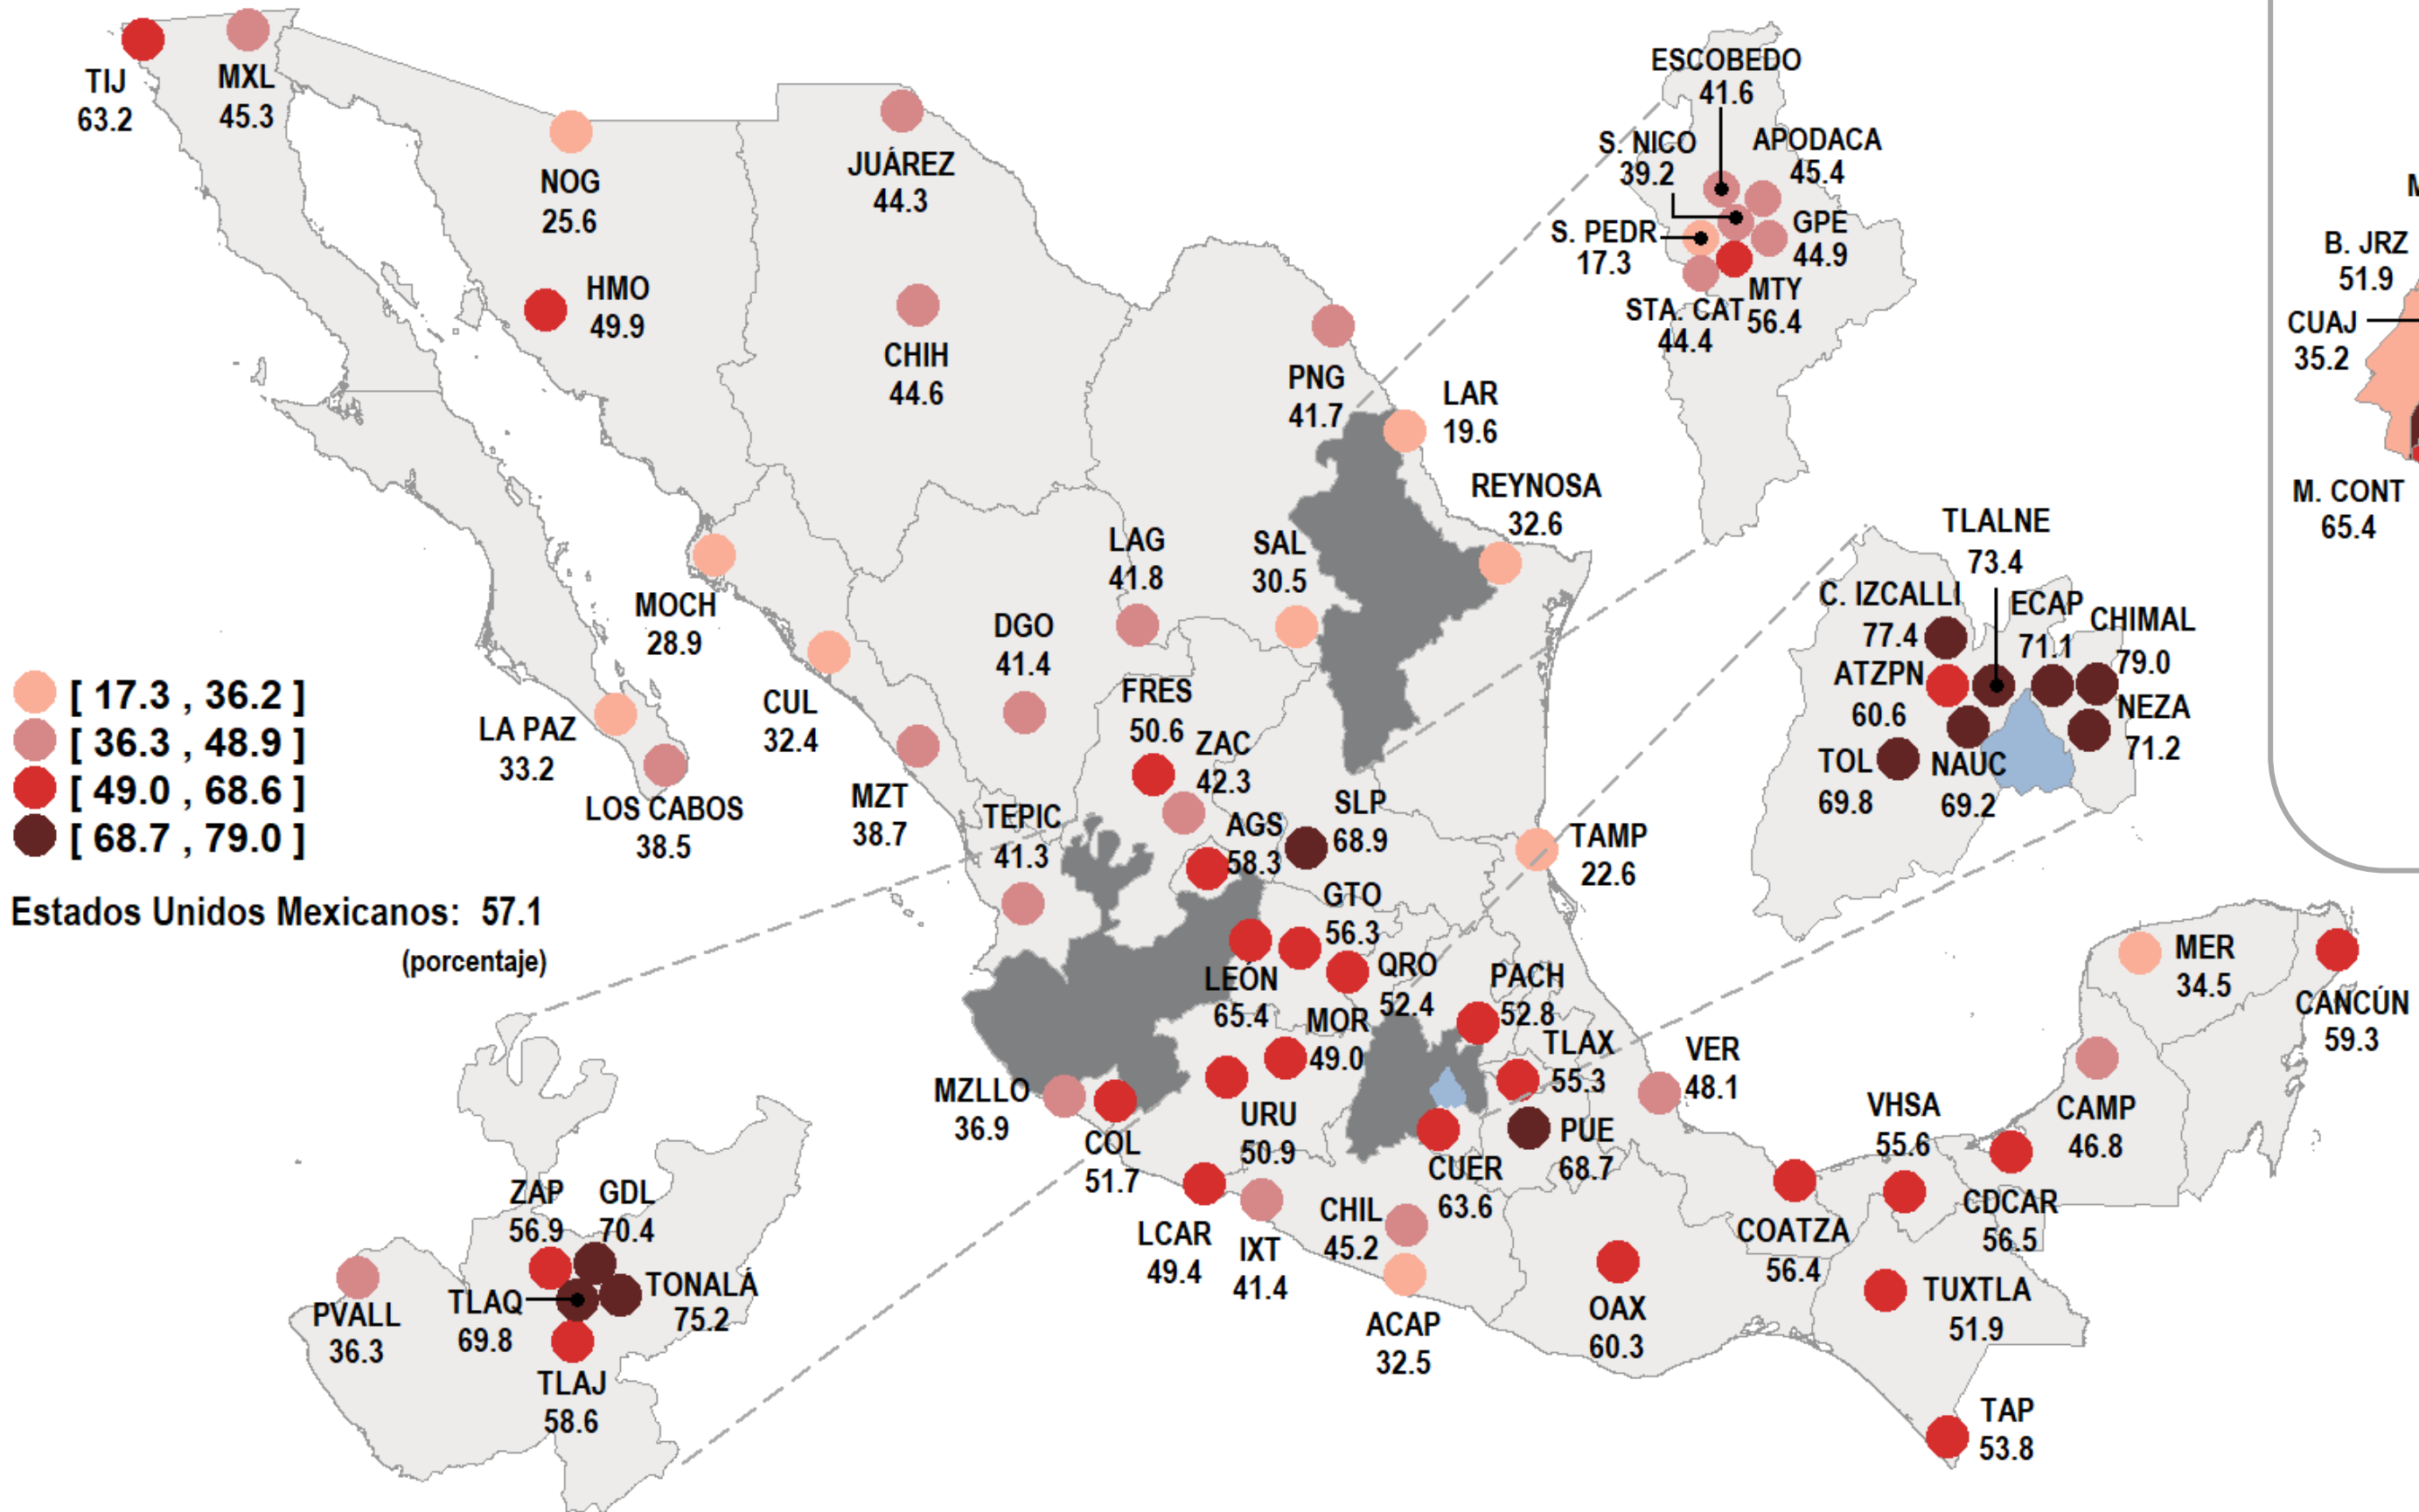 TIJ
63.2
MXL
45.3
NOG
25.6
HMO
49.9
JUÁREZ
44.3
CHIH
44.6
PNG
41.7
LAR
19.6
REYNOSA
32.6
LAG
41.8
SAL
30.5
MOCH
28.9
CUL
32.4
DGO
41.4
LA PAZ
33.2
LOS CABOS
38.5
MZT
38.7
FRES
50.6
ZAC
42.3
TEPIC
41.3
AGS
58.3
SLP
68.9
TAMP
22.6
GTO
56.3
LEÓN
65.4
QRO
52.4
PACH
52.8
MOR
49.0
TLAX
55.3
MZLLO
36.9
COL
51.7
URU
50.9
CUER
63.6
PUE
68.7
VER
48.1
LCAR
49.4
IXT
41.4
CHIL
45.2
ACAP
32.5
OAX
60.3
COATZA
56.4
VHSA
55.6
CDCAR
56.5
TUXTLA
51.9
TAP
53.8
CAMP
46.8
MER
34.5
CANCÚN
59.3
ESCOBEDO
41.6
S. NICO
39.2
APODACA
45.4
S. PEDR
17.3
GPE
44.9
STA. CAT
44.4
MTY
56.4
TLALNE
73.4
C. IZCALLI
77.4
ECAP
71.1
CHIMAL
79.0
ATZPN
60.6
NEZA
71.2
TOL
69.8
NAUC
69.2
ZAP
56.9
GDL
70.4
PVALL
36.3
TLAQ
69.8
TONALÁ
75.2
TLAJ
58.6
B. JRZ
51.9
CUAJ
35.2
M. CONT
65.4
[ 17.3 , 36.2 ]
[ 36.3 , 48.9 ]
[ 49.0 , 68.6 ]
[ 68.7 , 79.0 ]
Estados Unidos Mexicanos: 57.1
(porcentaje)